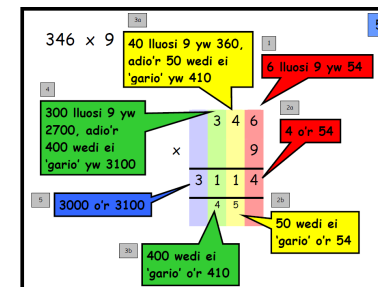 3a
346 x 9
40 lluosi 9 yw 360,
adio'r 50 wedi ei
'gario' yw 410
1
6 lluosi 9 yw 54
4
300 lluosi 9 yw
2700, adio'r
400 wedi ei
'gario' yw 3100
3 4 6
2a
4 o'r 54
x 9
5
3000 o'r 3100
3 1 1 4
4 5
2b
50 wedi ei
'gario' o'r 54
3b
400 wedi ei
'gario' o'r 410